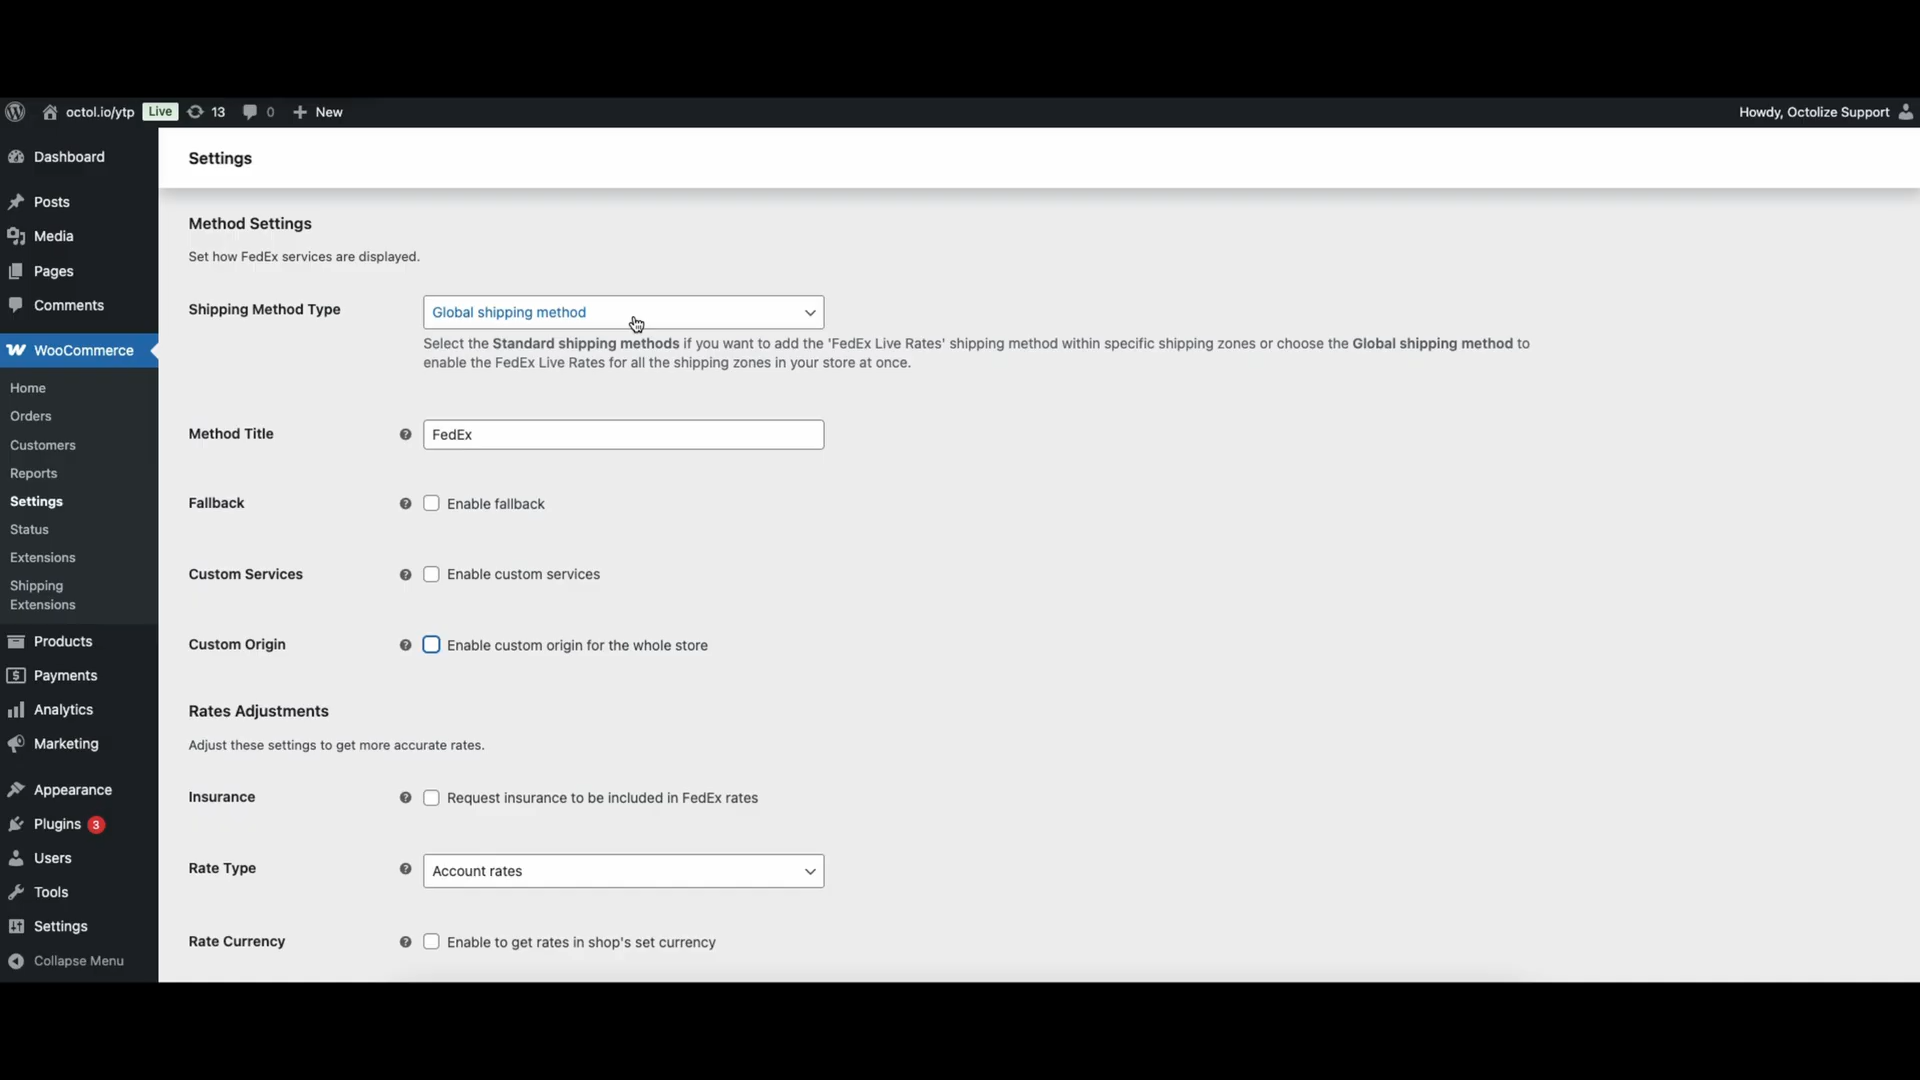 octol.io/ytp Live 13 0 New Howdy, Octolize Support
Dashboard
Posts
Media
Pages
Comments
WooCommerce
Home
Orders
Customers
Reports
Settings
Status
Extensions
Shipping
Extensions
Products
Payments
Analytics
Marketing
Appearance
Plugins 3
Users
Tools
Settings
Collapse Menu
Settings
Method Settings
Set how FedEx services are displayed.
Shipping Method Type Global shipping method
Select the Standard shipping methods if you want to add the 'FedEx Live Rates' shipping method within specific shipping zones or choose the Global shipping method to
enable the FedEx Live Rates for all the shipping zones in your store at once.
Method Title FedEx
Fallback Enable fallback
Custom Services Enable custom services
Custom Origin Enable custom origin for the whole store
Rates Adjustments
Adjust these settings to get more accurate rates.
Insurance Request insurance to be included in FedEx rates
Rate Type Account rates
Rate Currency Enable to get rates in shop's set currency